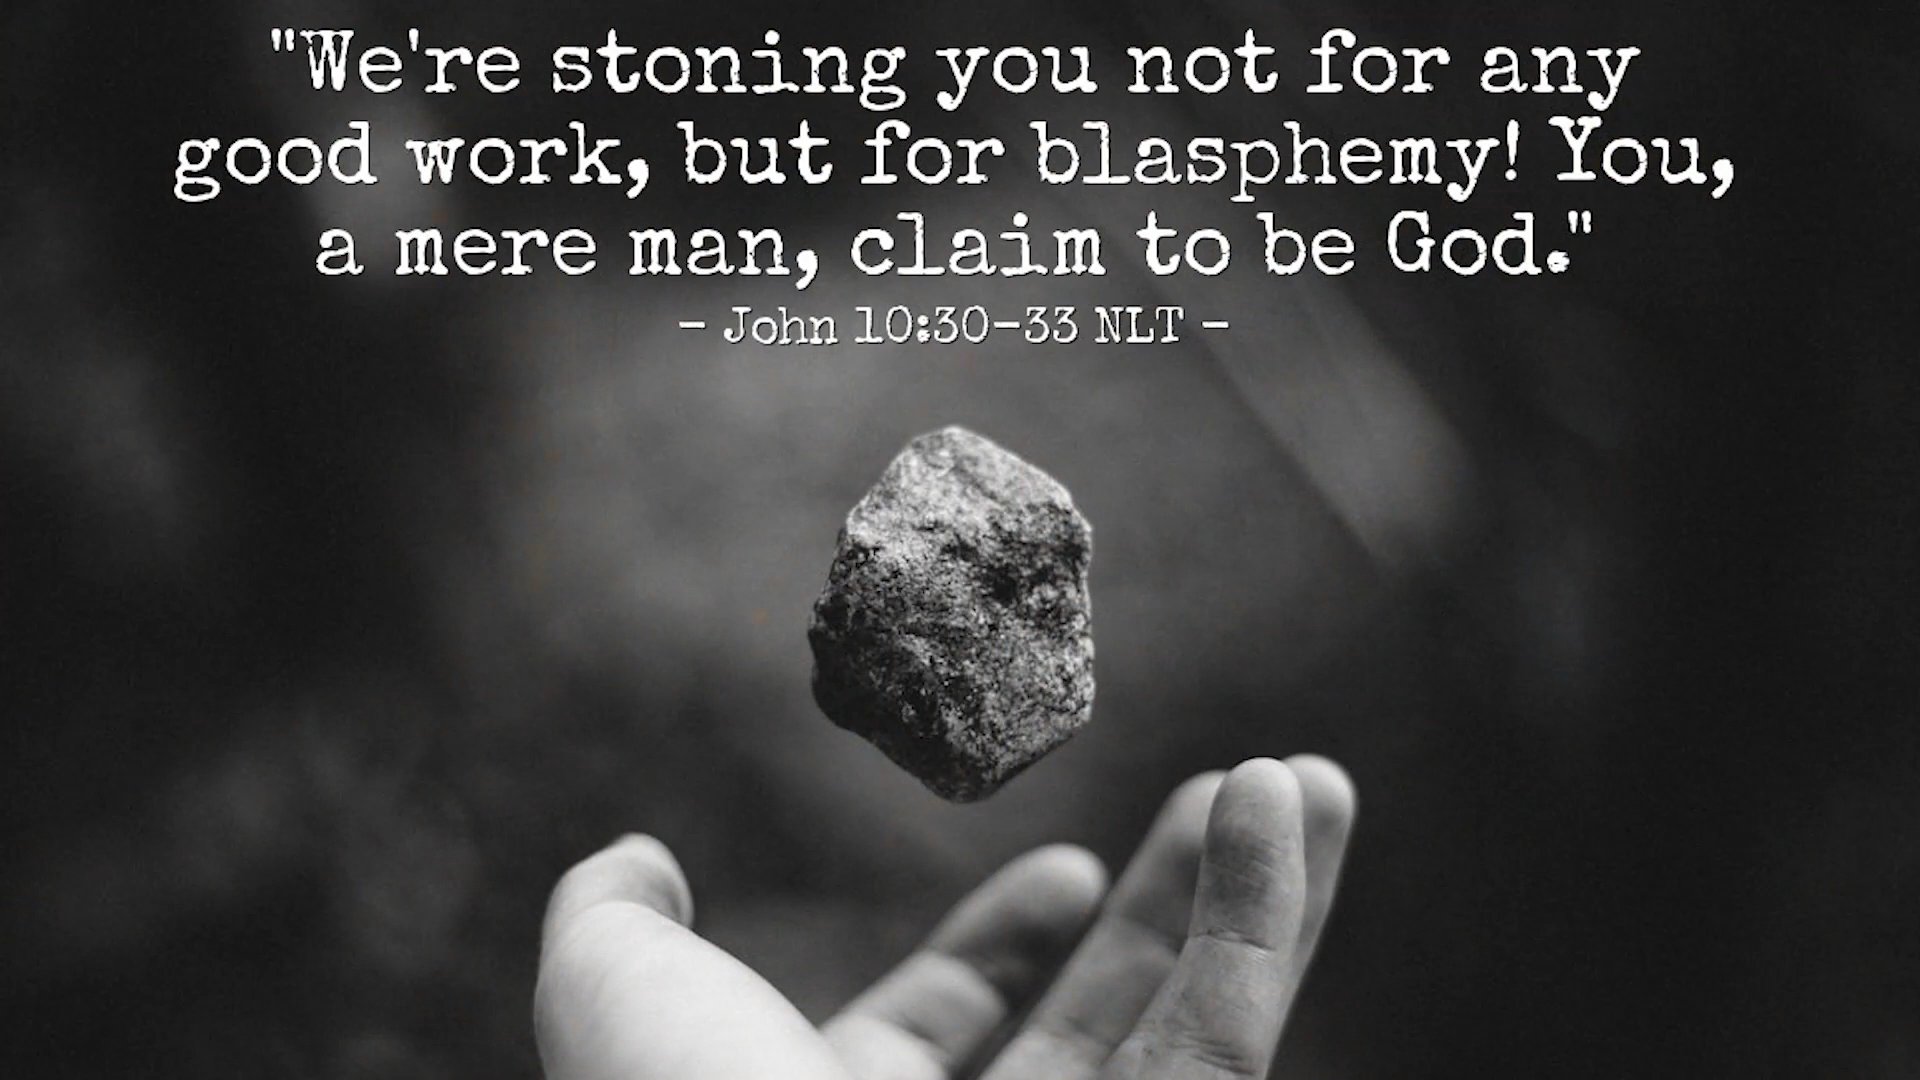 "We're stoning you not for any
good work, but for blasphemy! You,
a mere man, claim to be God."
- John 10:30-33 NLT -